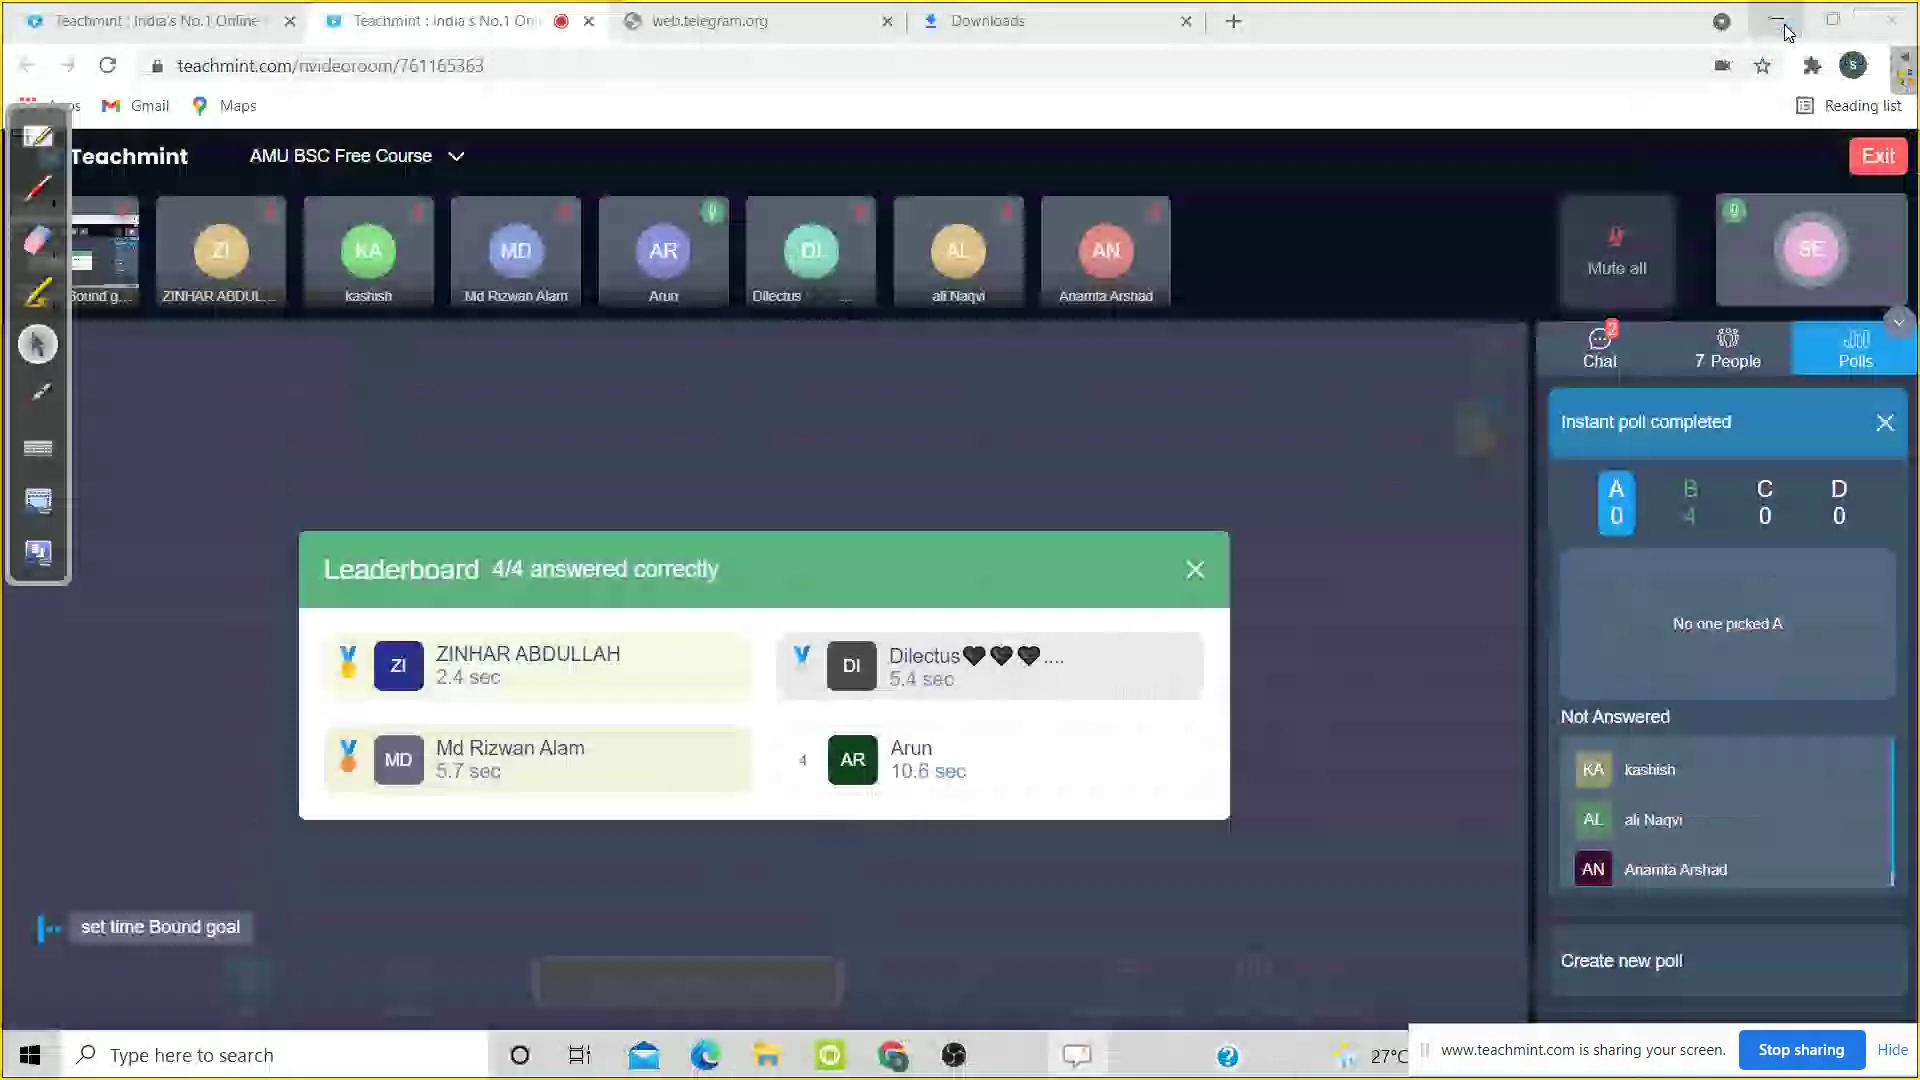 Teachmint : India's No.1 Online
Teachmint : India's No.1 Onl
web.telegram.org
Downloads
teachmint.com/nvideoroom/761165363
Apps
Gmail
Maps
Reading list
Teachmint
AMU BSC Free Course
Exit
ZI
KA
MD
AR
DI
AL
AN
Mute all
SE
Bound g...
ZINHAR ABDUL...
kashish
Md Rizwan Alam
Arun
Dilectus ...
ali Naqvi
Anamta Arshad
2
Chat
7 People
Polls
Instant poll completed
A B C D
0 4 0 0
No one picked A
Leaderboard 4/4 answered correctly
ZI
ZINHAR ABDULLAH
2.4 sec
DI
Dilectus🖤🖤🖤....
5.4 sec
MD
Md Rizwan Alam
5.7 sec
4
AR
Arun
10.6 sec
Not Answered
KA kashish
AL ali Naqvi
AN Anamta Arshad
set time Bound goal
Create new poll
Type here to search
27°C
www.teachmint.com is sharing your screen.
Stop sharing
Hide